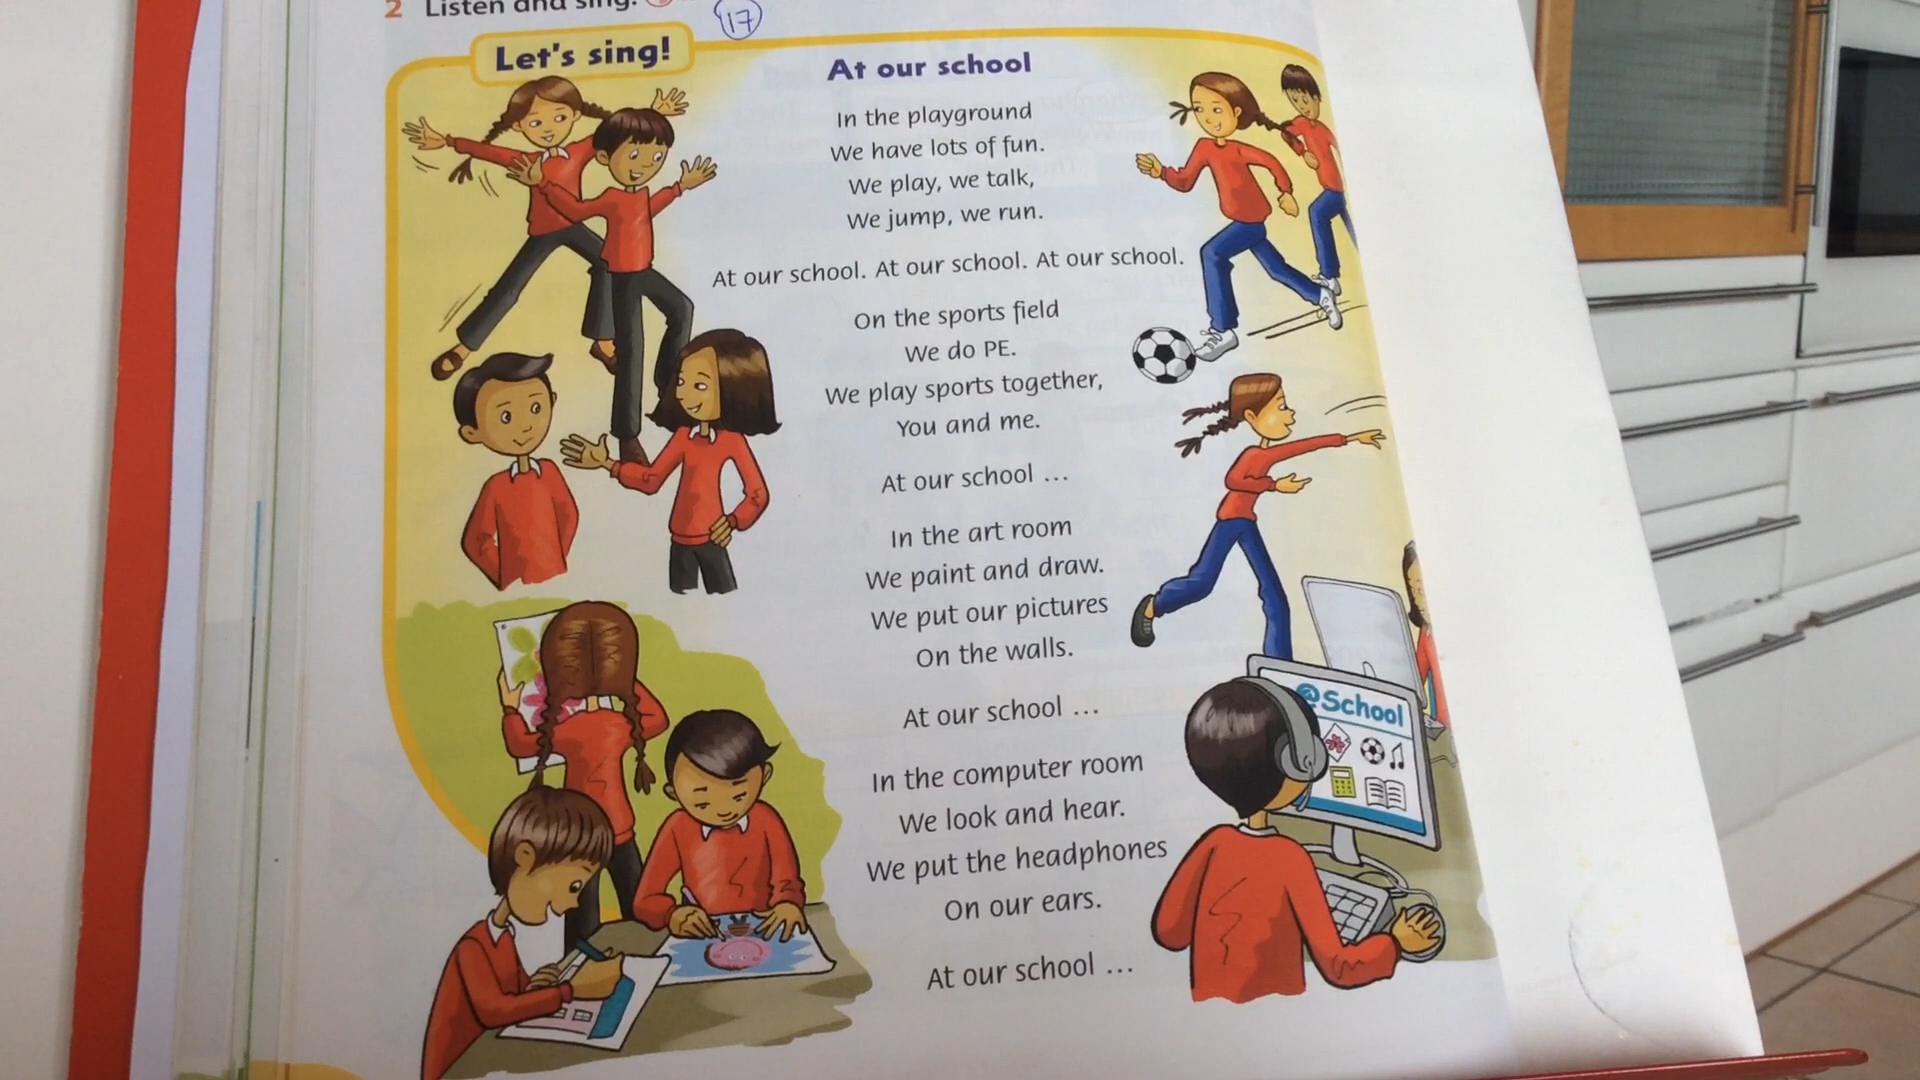 2 Listen and sing.
17
Let's sing!
At our school
In the playground
We have lots of fun.
We play, we talk,
We jump, we run.
At our school. At our school. At our school.
On the sports field
We do PE.
We play sports together,
You and me.
At our school ...
In the art room
We paint and draw.
We put our pictures
On the walls.
At our school ...
In the computer room
We look and hear.
We put the headphones
On our ears.
At our school ...
@School